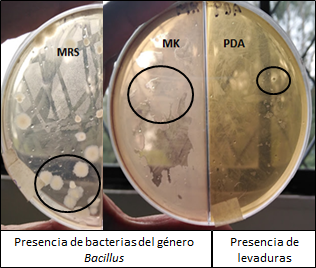 MRS
MK
PDA
Presencia de bacterias del género
Bacillus
Presencia de
levaduras